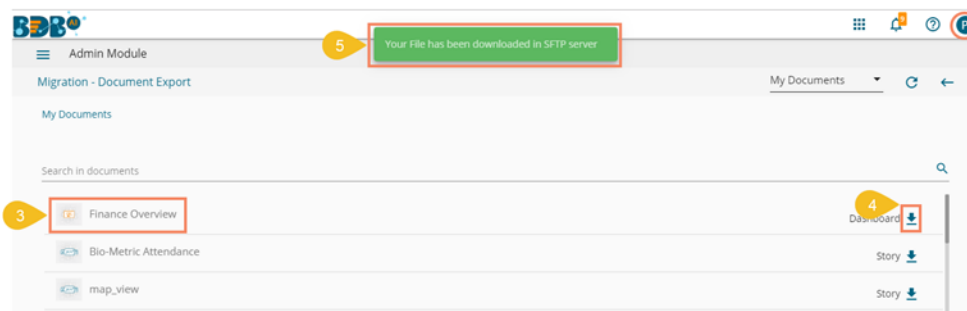 BDB AI
5
Your File has been downloaded in SFTP server
9
P
Admin Module
Migration - Document Export
My Documents
My Documents
Search in documents
3
Finance Overview
4
Dashboard
Bio-Metric Attendance
Story
map_view
Story